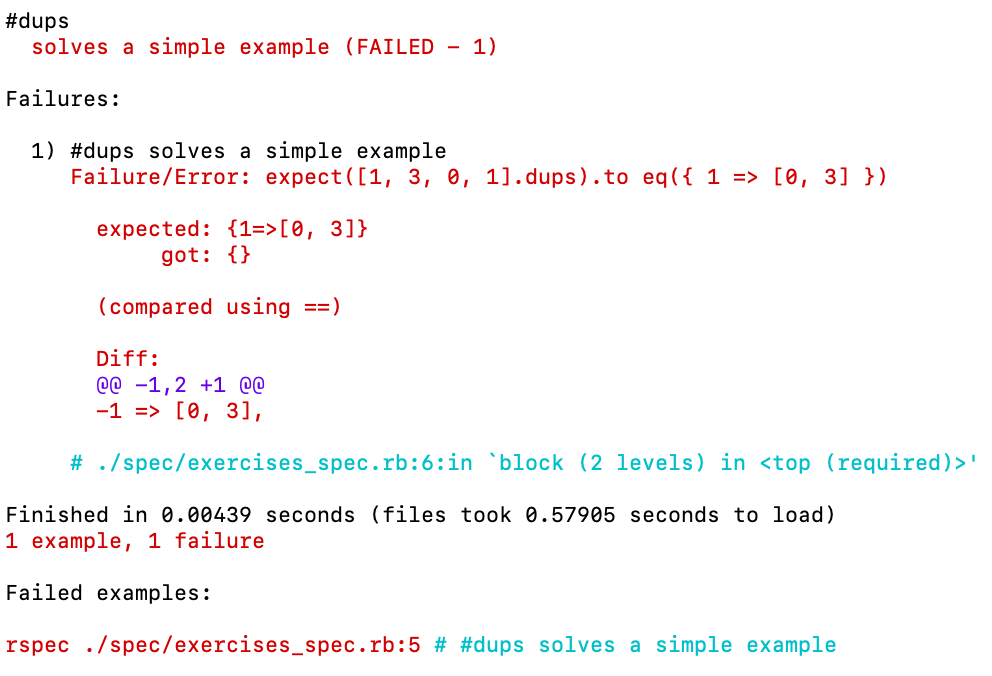 #dups
  solves a simple example (FAILED - 1)

Failures:

  1) #dups solves a simple example
     Failure/Error: expect([1, 3, 0, 1].dups).to eq({ 1 => [0, 3] })

       expected: {1=>[0, 3]}
            got: {}

       (compared using ==)

       Diff:
       @@ -1,2 +1 @@
       -1 => [0, 3],

     # ./spec/exercises_spec.rb:6:in `block (2 levels) in <top (required)>'

Finished in 0.00439 seconds (files took 0.57905 seconds to load)
1 example, 1 failure

Failed examples:

rspec ./spec/exercises_spec.rb:5 # #dups solves a simple example